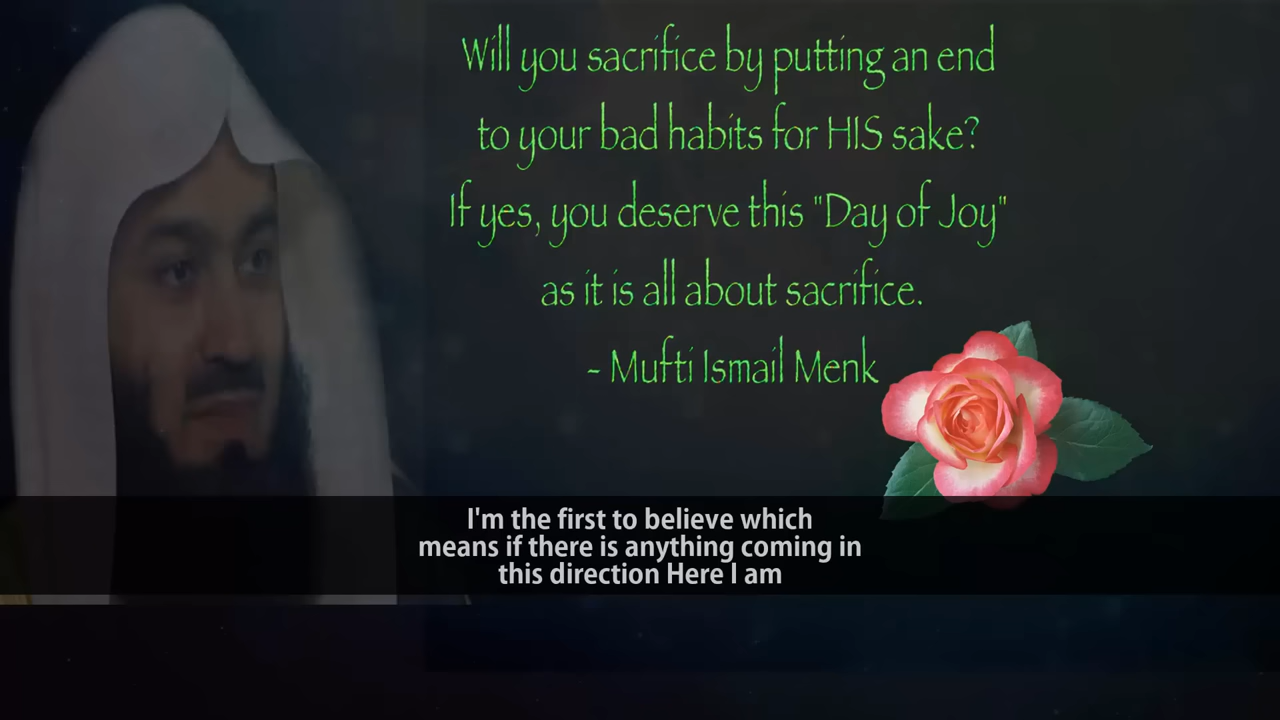 Will you sacrifice by putting an end
to your bad habits for HIS sake?
If yes, you deserve this "Day of Joy"
as it is all about sacrifice.
- Mufti Ismail Menk
I'm the first to believe which
means if there is anything coming in
this direction Here I am